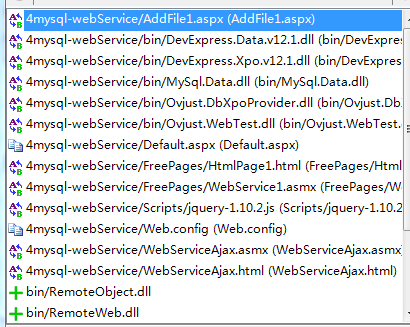 4mysql-webService/AddFile1.aspx (AddFile1.aspx)
4mysql-webService/bin/DevExpress.Data.v12.1.dll (bin/DevExpres
4mysql-webService/bin/DevExpress.Xpo.v12.1.dll (bin/DevExpress
4mysql-webService/bin/MySql.Data.dll (bin/MySql.Data.dll)
4mysql-webService/bin/Ovjust.DbXpoProvider.dll (bin/Ovjust.Db
4mysql-webService/bin/Ovjust.WebTest.dll (bin/Ovjust.WebTest.
4mysql-webService/Default.aspx (Default.aspx)
4mysql-webService/FreePages/HtmlPage1.html (FreePages/Html
4mysql-webService/FreePages/WebService1.asmx (FreePages/W
4mysql-webService/Scripts/jquery-1.10.2.js (Scripts/jquery-1.10.2
4mysql-webService/Web.config (Web.config)
4mysql-webService/WebServiceAjax.asmx (WebServiceAjax.asmx)
4mysql-webService/WebServiceAjax.html (WebServiceAjax.html)
bin/RemoteObject.dll
bin/RemoteWeb.dll